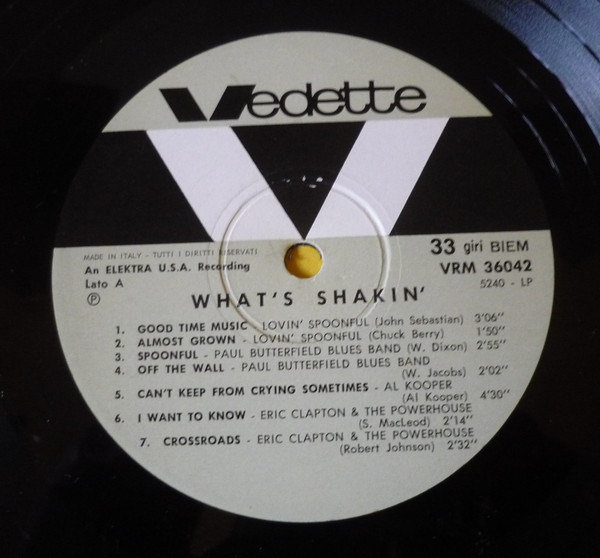 Vedette
MADE IN ITALY - TUTTI I DIRITTI RISERVATI
An ELEKTRA U.S.A. Recording
Lato A
Ⓟ
33 giri BIEM
VRM 36042
5240 - LP
WHAT'S SHAKIN'
1. GOOD TIME MUSIC - LOVIN' SPOONFUL (John Sebastian) 3'06"
2. ALMOST GROWN - LOVIN' SPOONFUL (Chuck Berry) 1'50"
3. SPOONFUL - PAUL BUTTERFIELD BLUES BAND (W. Dixon) 2'55"
4. OFF THE WALL - PAUL BUTTERFIELD BLUES BAND
(W. Jacobs) 2'02"
5. CAN'T KEEP FROM CRYING SOMETIMES - AL KOOPER
(Al Kooper) 4'30"
6. I WANT TO KNOW - ERIC CLAPTON & THE POWERHOUSE
(S. MacLeod) 2'14"
7. CROSSROADS - ERIC CLAPTON & THE POWERHOUSE
(Robert Johnson) 2'32"